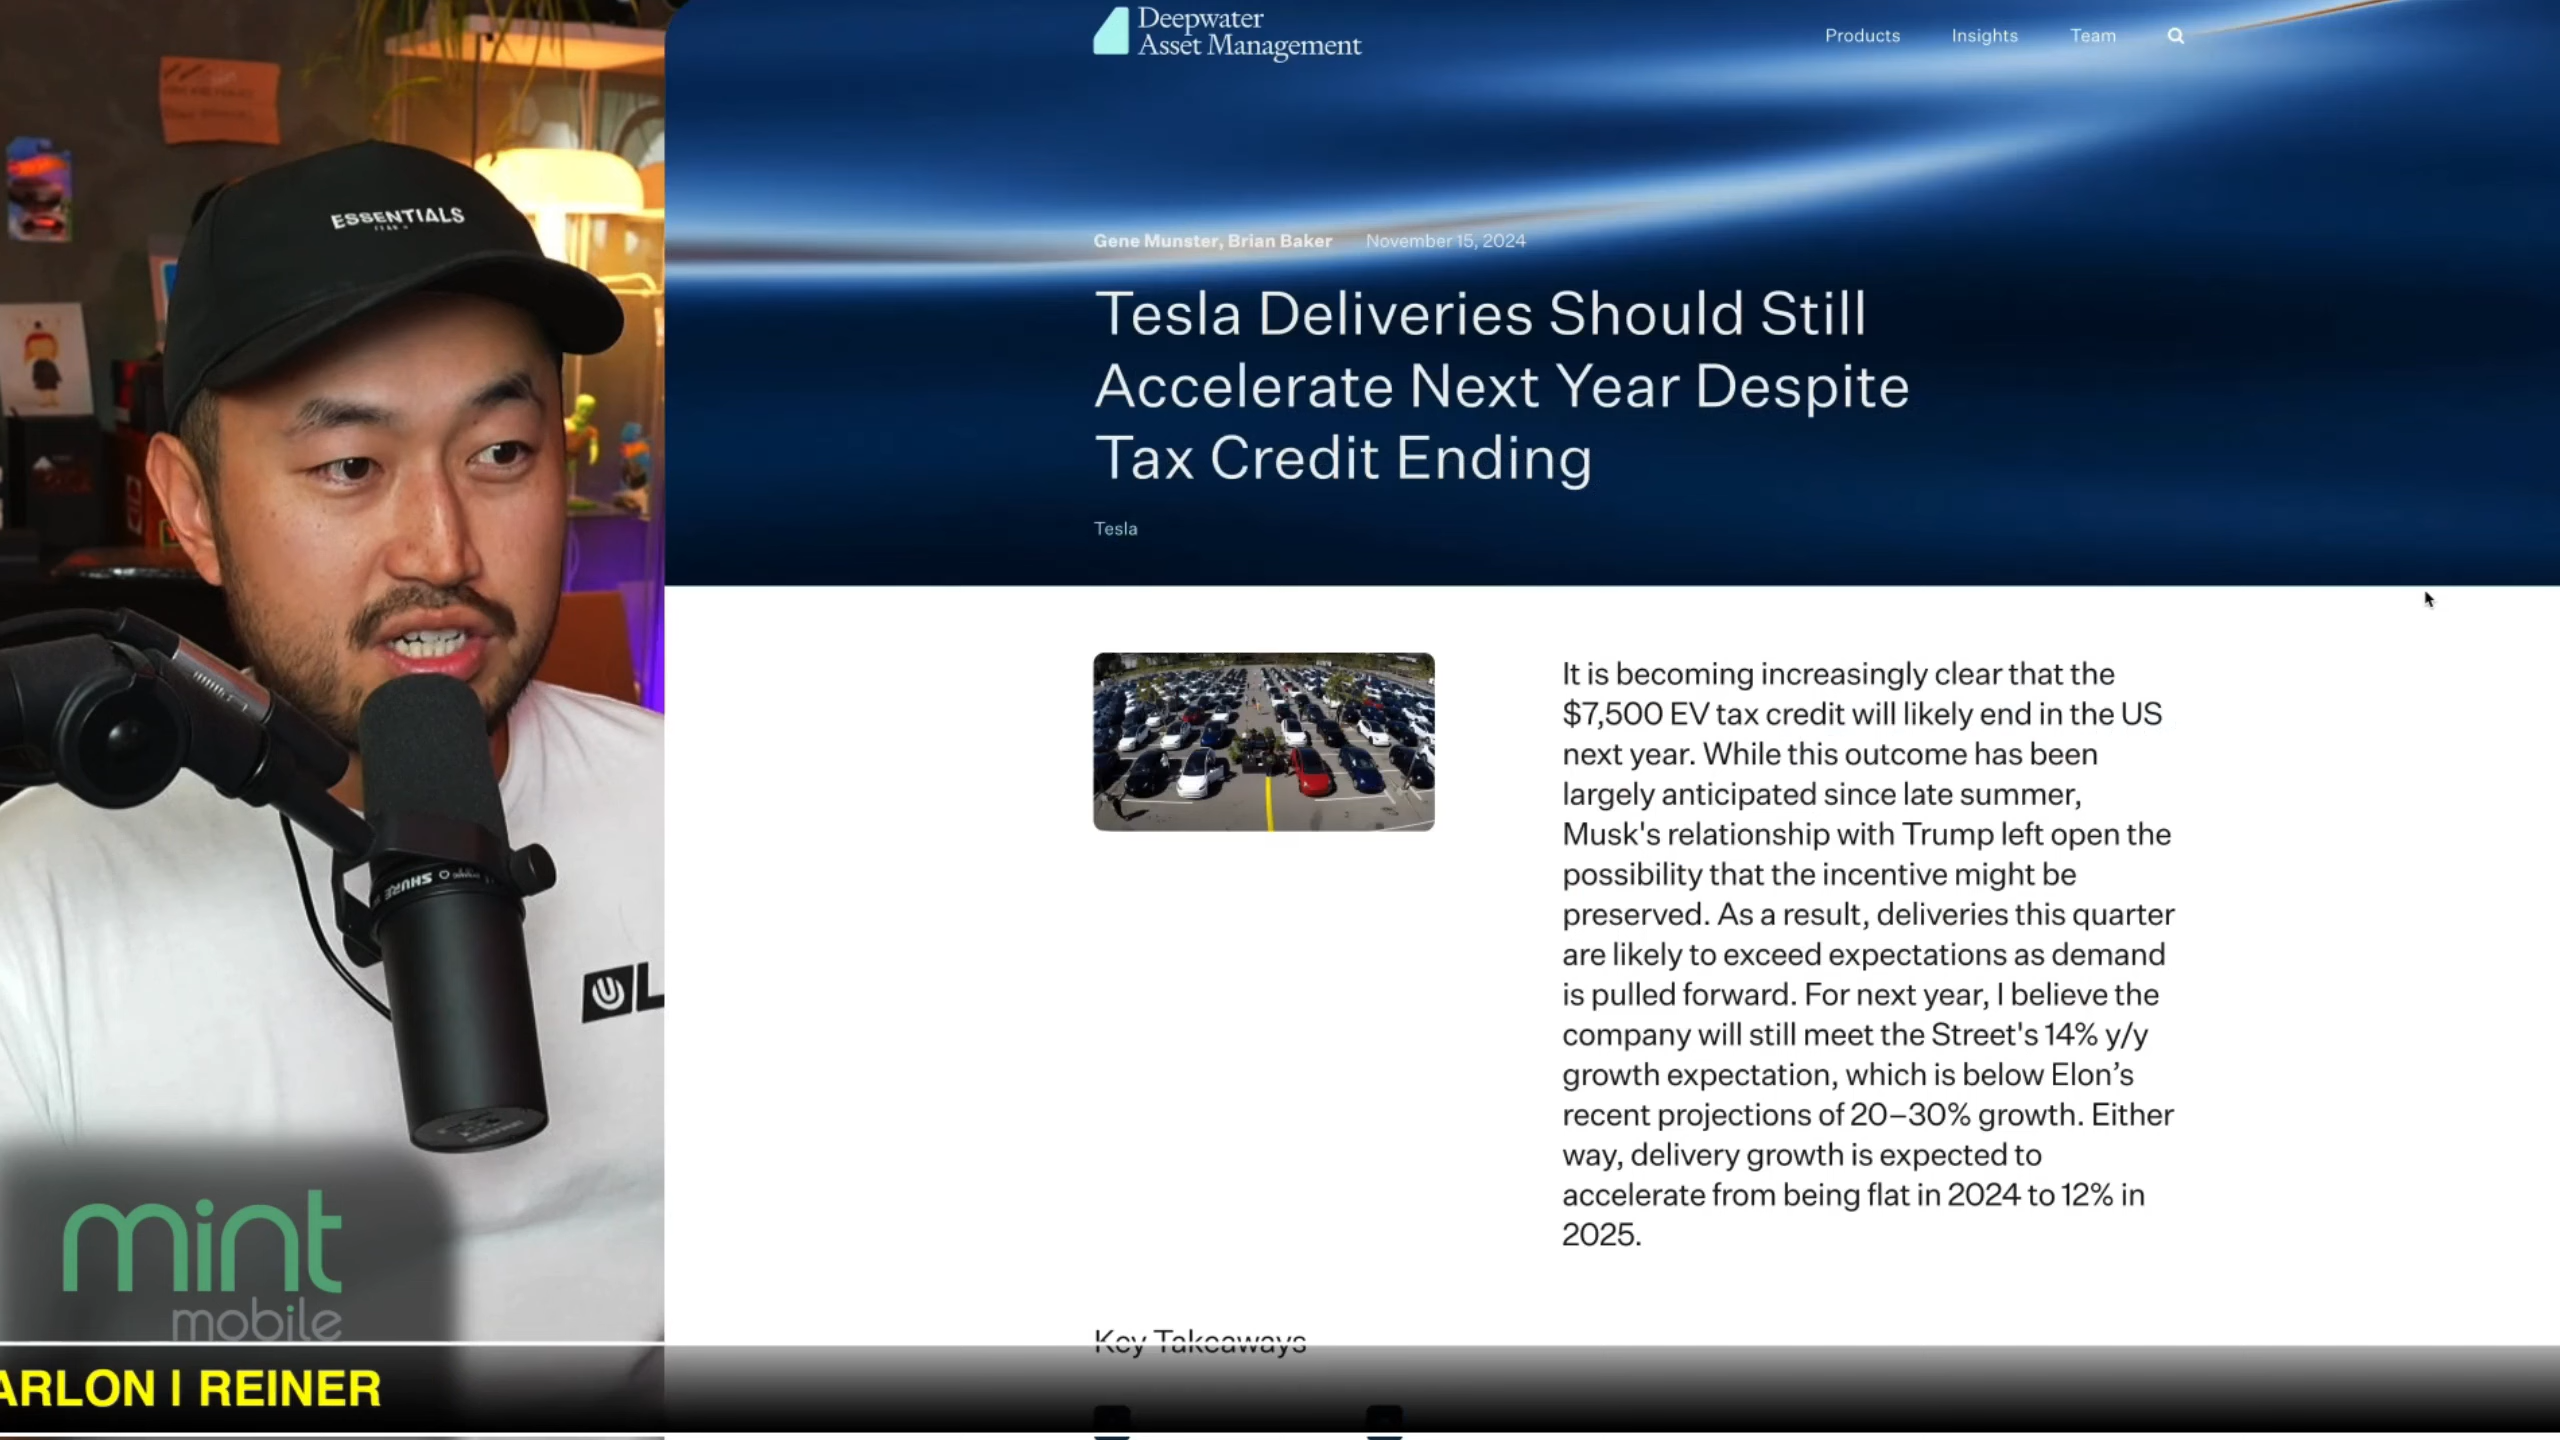 Deepwater
Asset Management
Products
Insights
Team
ESSENTIALS
Gene Munster, Brian Baker
November 15, 2024
Tesla Deliveries Should Still
Accelerate Next Year Despite
Tax Credit Ending
Tesla
It is becoming increasingly clear that the
$7,500 EV tax credit will likely end in the US
next year. While this outcome has been
largely anticipated since late summer,
Musk's relationship with Trump left open the
possibility that the incentive might be
preserved. As a result, deliveries this quarter
are likely to exceed expectations as demand
is pulled forward. For next year, I believe the
company will still meet the Street's 14% y/y
growth expectation, which is below Elon’s
recent projections of 20–30% growth. Either
way, delivery growth is expected to
accelerate from being flat in 2024 to 12% in
2025.
SHURE
mint
mobile
Key Takeaways
ARLON I REINER